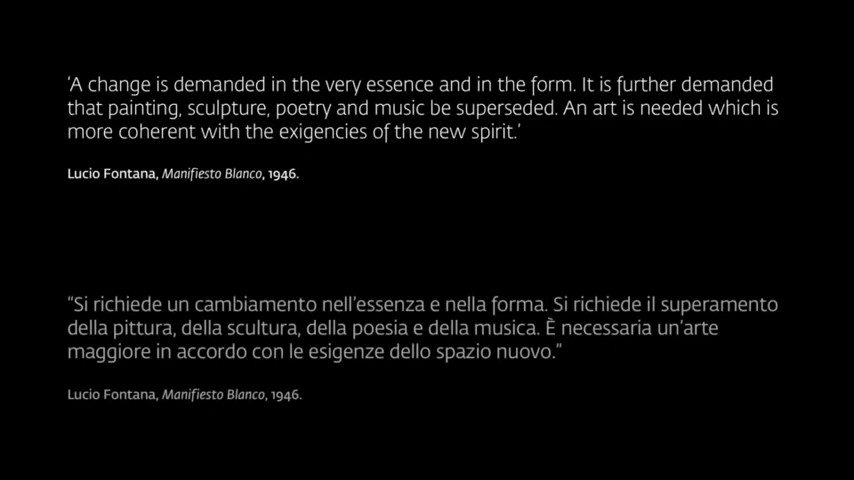 ‘A change is demanded in the very essence and in the form. It is further demanded
that painting, sculpture, poetry and music be superseded. An art is needed which is
more coherent with the exigencies of the new spirit.’
Lucio Fontana, Manifiesto Blanco, 1946.
“Si richiede un cambiamento nell’essenza e nella forma. Si richiede il superamento
della pittura, della scultura, della poesia e della musica. È necessaria un’arte
maggiore in accordo con le esigenze dello spazio nuovo.”
Lucio Fontana, Manifiesto Blanco, 1946.